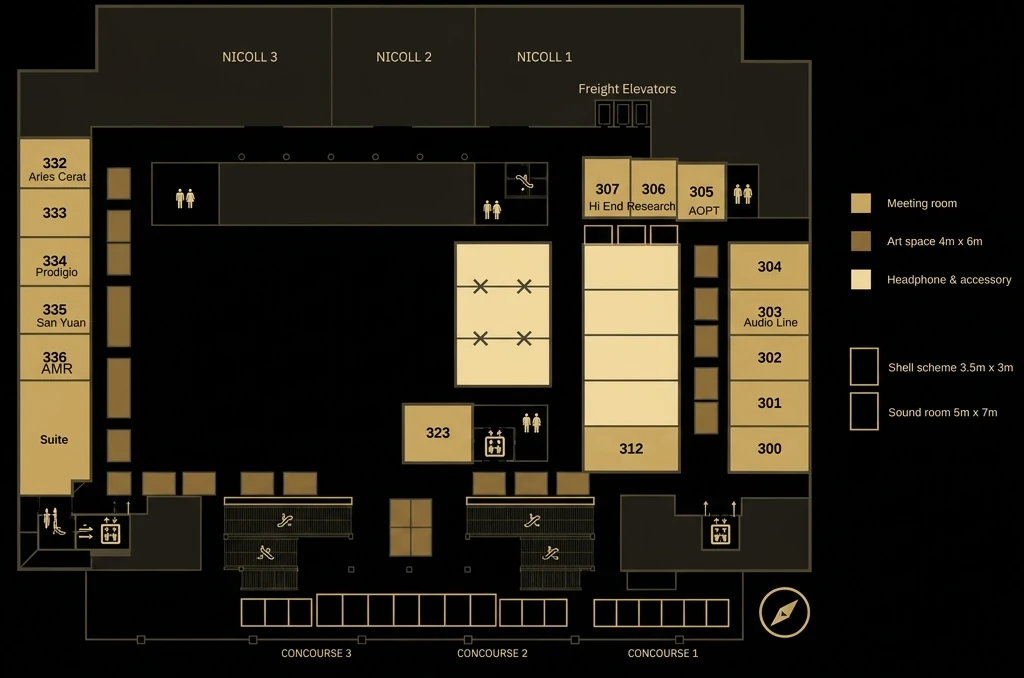 NICOLL 3
NICOLL 2
NICOLL 1
Freight Elevators
332
Arles Cerat
333
334
Prodigio
335
San Yuan
336
AMR
Suite
307
306
305
Hi End Research
AOPT
304
303
Audio Line
302
301
300
312
323
Meeting room
Art space 4m x 6m
Headphone & accessory
Shell scheme 3.5m x 3m
Sound room 5m x 7m
CONCOURSE 3
CONCOURSE 2
CONCOURSE 1